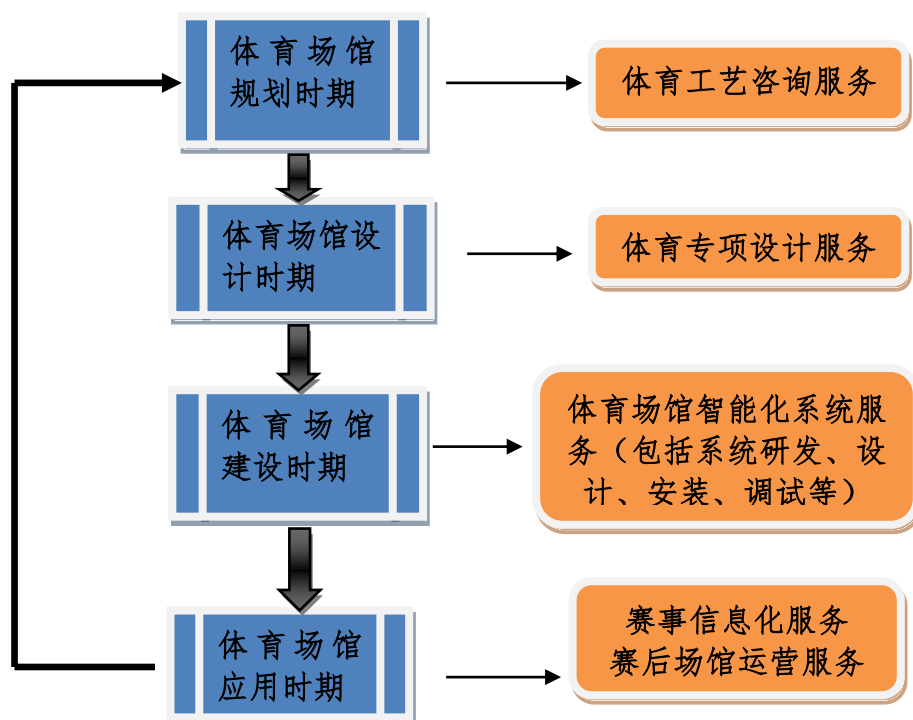 体育场馆
规划时期
体育工艺咨询服务
体育场馆设
计时期
体育专项设计服务
体育场馆
建设时期
体育场馆智能化系统服
务（包括系统研发、设
计、安装、调试等）
体育场馆
应用时期
赛事信息化服务
赛后场馆运营服务